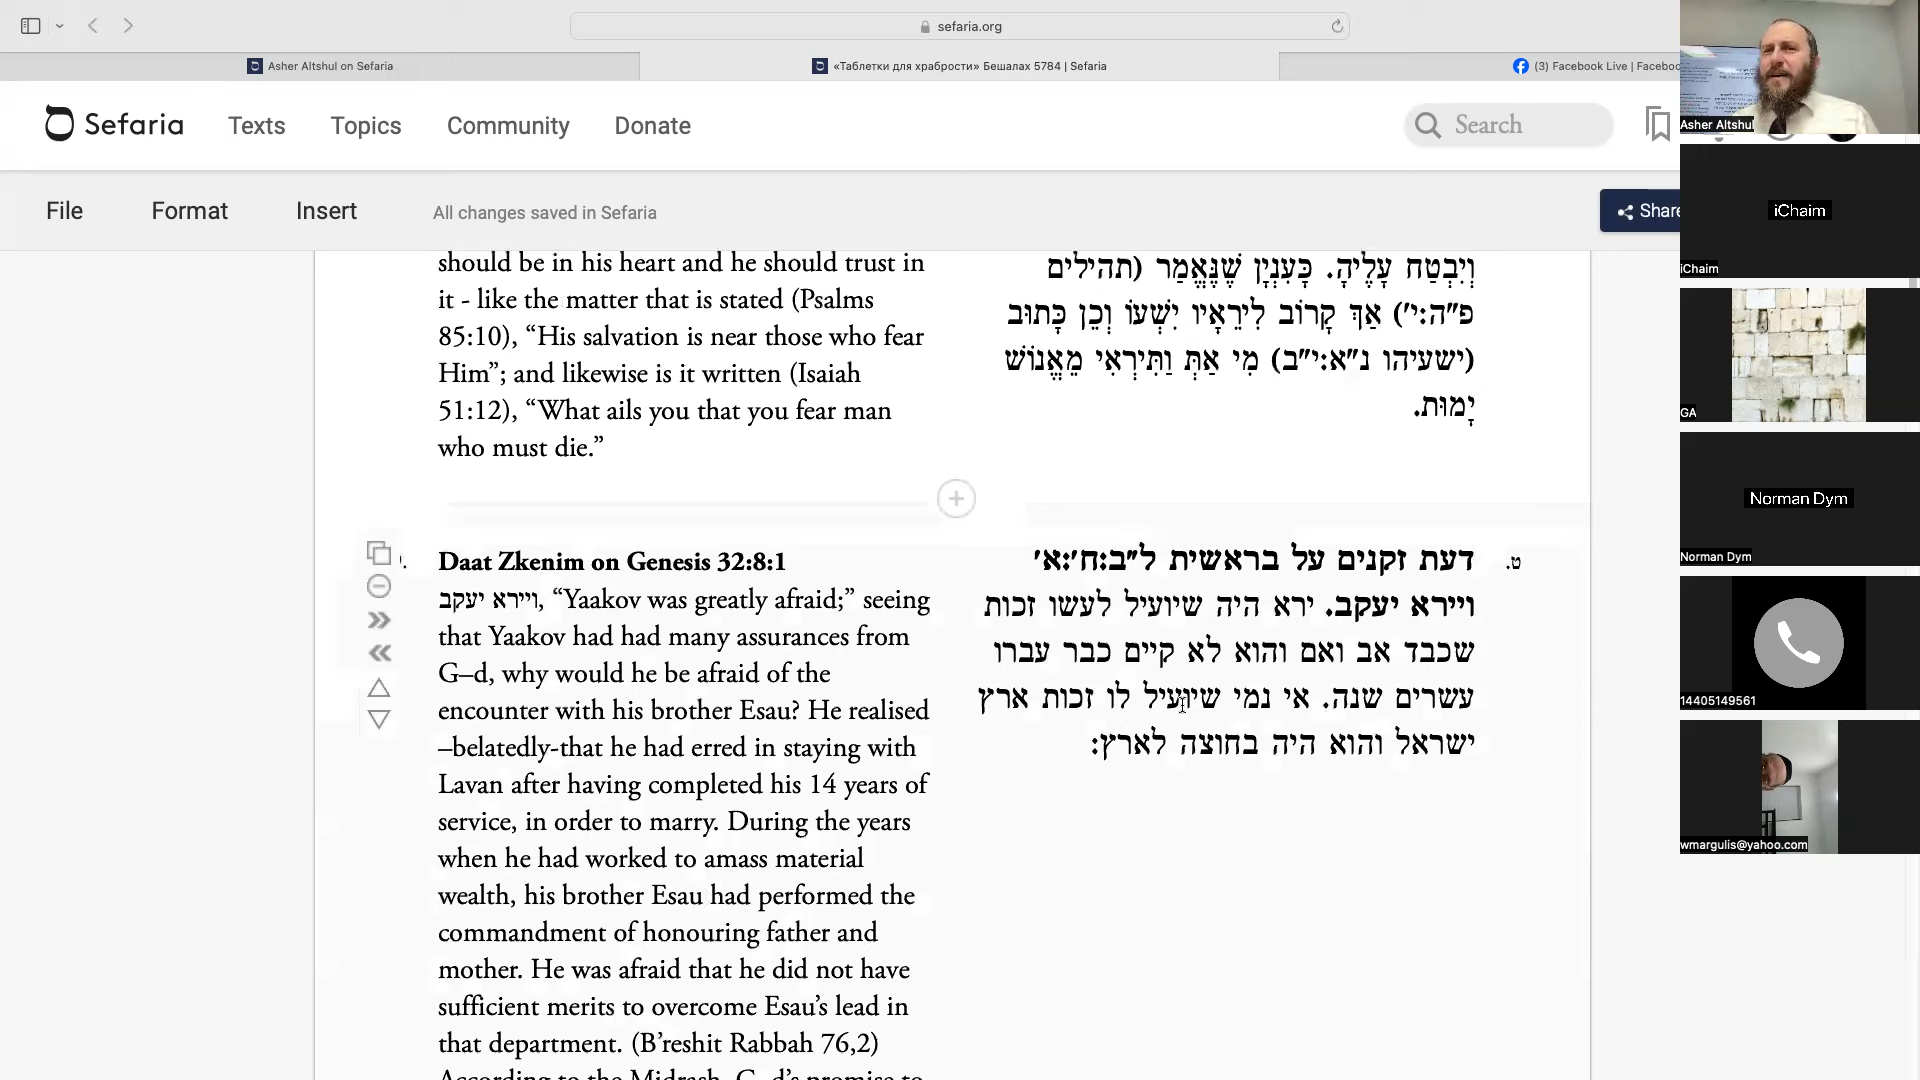 sefaria.org
Asher Altshul on Sefaria
«Таблетки для храбрости» Бешалах 5784 | Sefaria
(3) Facebook Live | Faceboo
Sefaria
Texts
Topics
Community
Donate
Search
File
Format
Insert
All changes saved in Sefaria
Share
should be in his heart and he should trust in
it - like the matter that is stated (Psalms
85:10), “His salvation is near those who fear
Him”; and likewise is it written (Isaiah
51:12), “What ails you that you fear man
who must die.”
וְיִבְטַח עָלֶיהָ. כָּעִנְיָן שֶׁנֶּאֱמַר (תהילים
פ״ה:י׳) אַךְ קָרוֹב לִירֵאָיו יִשְׁעוֹ וְכֵן כָּתוּב
(ישעיהו נ״א:י״ב) מִי אַתְּ וַתִּירְאִי מֵאֱנוֹשׁ
יָמוּת.
Daat Zkenim on Genesis 32:8:1
ויירא יעקב, “Yaakov was greatly afraid;” seeing
that Yaakov had had many assurances from
G–d, why would he be afraid of the
encounter with his brother Esau? He realised
–belatedly-that he had erred in staying with
Lavan after having completed his 14 years of
service, in order to marry. During the years
when he had worked to amass material
wealth, his brother Esau had performed the
commandment of honouring father and
mother. He was afraid that he did not have
sufficient merits to overcome Esau’s lead in
that department. (B’reshit Rabbah 76,2)
According to the Midrash, G–d’s promise to
ט.
דעת זקנים על בראשית ל״ב:ח׳:א׳
ויירא יעקב. ירא היה שיועיל לעשו זכות
שכבד אב ואם והוא לא קיים כבר עברו
עשרים שנה. אי נמי שיועיל לו זכות ארץ
ישראל והוא היה בחוצה לארץ:
Asher Altshul
iChaim
iChaim
GA
Norman Dym
Norman Dym
14405149561
wmargulis@yahoo.com